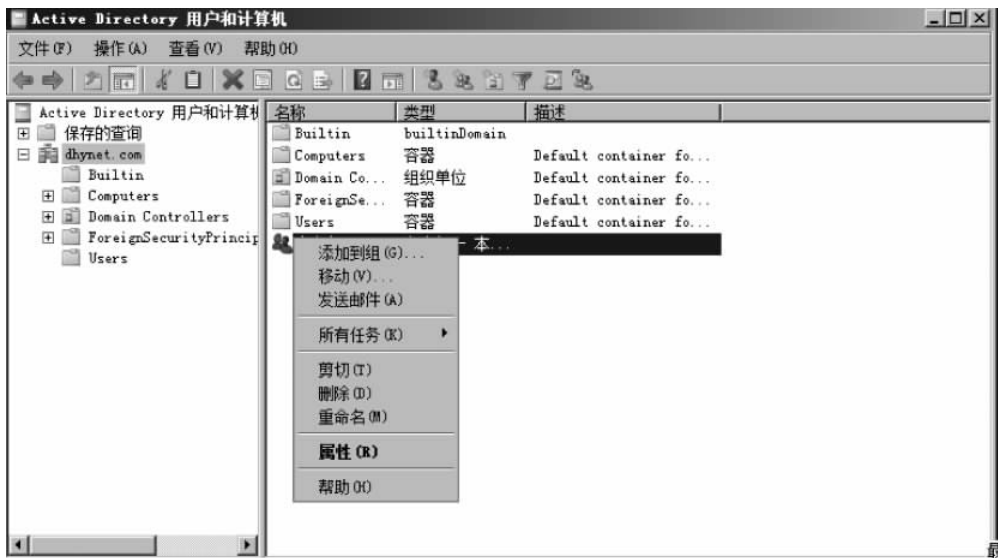 Active Directory 用户和计算机
文件(F) 操作(A) 查看(V) 帮助(H)
Active Directory 用户和计算机
保存的查询
dhynet.com
Builtin
Computers
Domain Controllers
ForeignSecurityPrincip
Users
名称 类型 描述
Builtin builtinDomain
Computers 容器 Default container fo...
Domain Co... 组织单位 Default container fo...
ForeignSe... 容器 Default container fo...
Users 容器 Default container fo...
- 本...
添加到组(G)...
移动(V)...
发送邮件(A)
所有任务(K)
剪切(T)
删除(D)
重命名(M)
属性(R)
帮助(H)